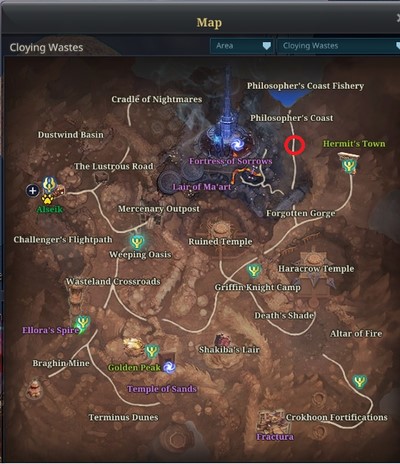 Map
Cloying Wastes
Area
Cloying Wastes
Philosopher's Coast Fishery
Cradle of Nightmares
Philosopher's Coast
Dustwind Basin
Hermit's Town
Fortress of Sorrows
The Lustrous Road
Lair of Ma'art
Alseik
Mercenary Outpost
Forgotten Gorge
Challenger's Flightpath
Ruined Temple
Weeping Oasis
Haracrow Temple
Wasteland Crossroads
Griffin Knight Camp
Death's Shade
Ellora's Spire
Altar of Fire
Shakiba's Lair
Braghin Mine
Golden Peak
Temple of Sands
Terminus Dunes
Crokhoon Fortifications
Fractura